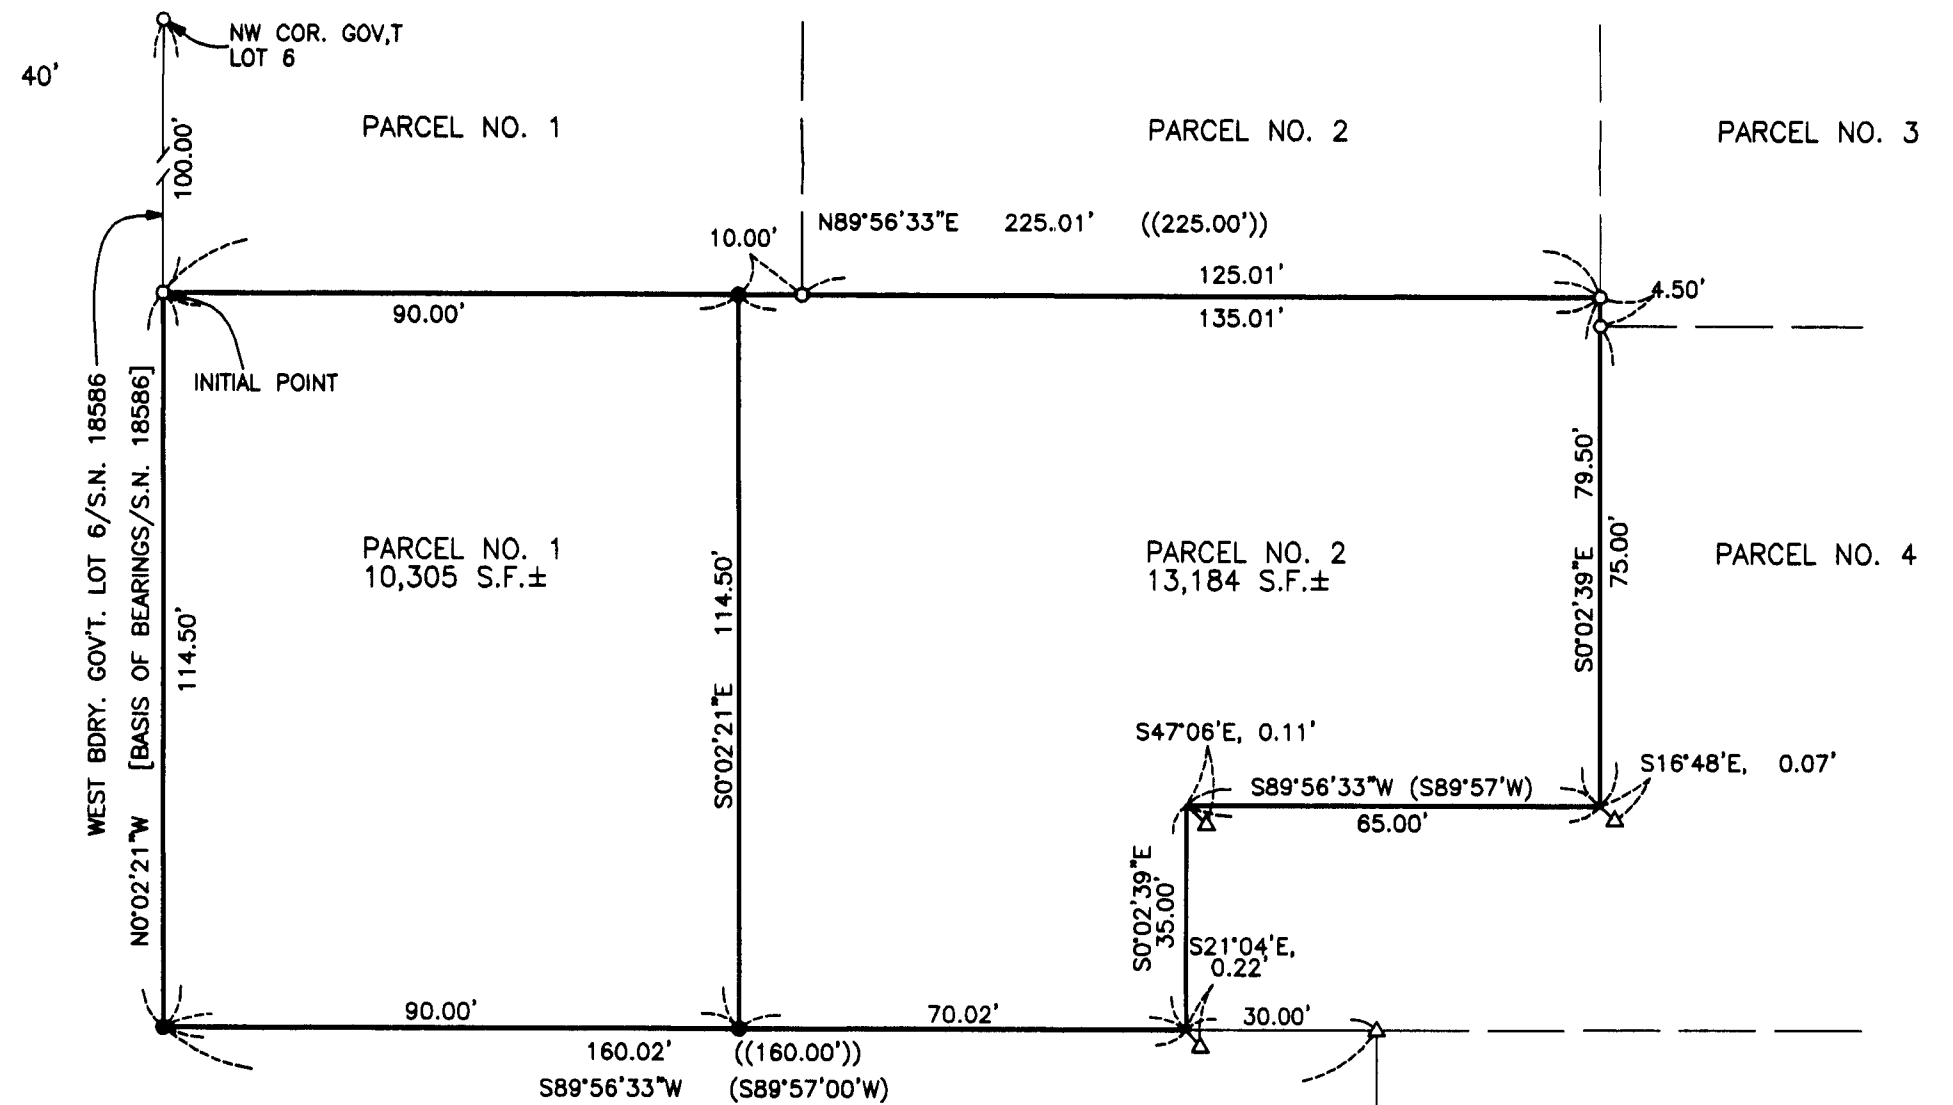 NW COR. GOV,T
LOT 6
40'
100.00'
PARCEL NO. 1
PARCEL NO. 2
PARCEL NO. 3
N89°56'33"E 225.01' ((225.00'))
10.00'
125.01'
4.50'
90.00'
135.01'
INITIAL POINT
WEST BDRY. GOV'T. LOT 6/S.N. 18586
N0°02'21"W [BASIS OF BEARINGS/S.N. 18586]
114.50'
PARCEL NO. 1
10,305 S.F.±
S0°02'21"E 114.50'
PARCEL NO. 2
13,184 S.F.±
S0°02'39"E 79.50'
75.00'
PARCEL NO. 4
S47°06'E, 0.11'
S16°48'E, 0.07'
S89°56'33"W (S89°57'W)
65.00'
S0°02'39"E
35.00'
S21°04'E,
0.22'
90.00'
70.02'
30.00'
160.02' ((160.00'))
S89°56'33"W (S89°57'00'W)